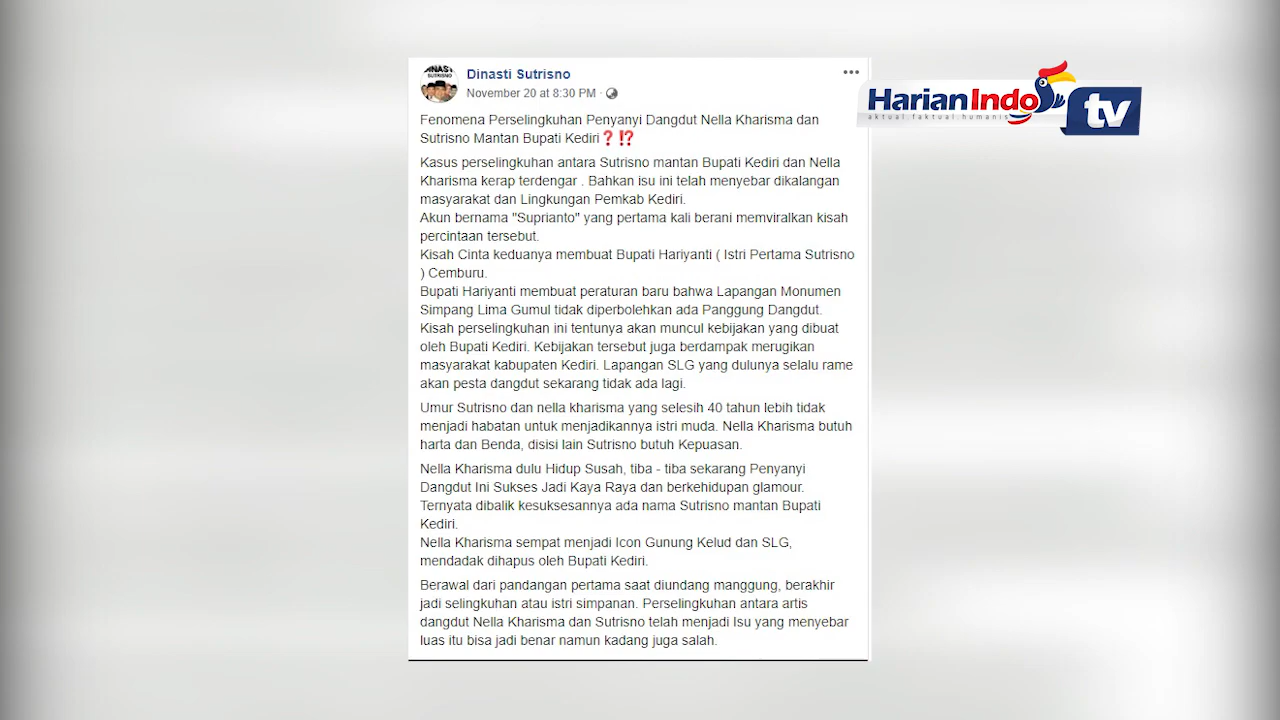 DINASTI
SUTRISNO
Dinasti Sutrisno
November 20 at 8:30 PM ·
HarianIndo tv
aktual.faktual.humanis
Fenomena Perselingkuhan Penyanyi Dangdut Nella Kharisma dan
Sutrisno Mantan Bupati Kediri❓⁉️
Kasus perselingkuhan antara Sutrisno mantan Bupati Kediri dan Nella
Kharisma kerap terdengar . Bahkan isu ini telah menyebar dikalangan
masyarakat dan Lingkungan Pemkab Kediri.
Akun bernama "Suprianto" yang pertama kali berani memviralkan kisah
percintaan tersebut.
Kisah Cinta keduanya membuat Bupati Hariyanti ( Istri Pertama Sutrisno
) Cemburu.
Bupati Hariyanti membuat peraturan baru bahwa Lapangan Monumen
Simpang Lima Gumul tidak diperbolehkan ada Panggung Dangdut.
Kisah perselingkuhan ini tentunya akan muncul kebijakan yang dibuat
oleh Bupati Kediri. Kebijakan tersebut juga berdampak merugikan
masyarakat kabupaten Kediri. Lapangan SLG yang dulunya selalu rame
akan pesta dangdut sekarang tidak ada lagi.
Umur Sutrisno dan nella kharisma yang selesih 40 tahun lebih tidak
menjadi habatan untuk menjadikannya istri muda. Nella Kharisma butuh
harta dan Benda, disisi lain Sutrisno butuh Kepuasan.
Nella Kharisma dulu Hidup Susah, tiba - tiba sekarang Penyanyi
Dangdut Ini Sukses Jadi Kaya Raya dan berkehidupan glamour.
Ternyata dibalik kesuksesannya ada nama Sutrisno mantan Bupati
Kediri.
Nella Kharisma sempat menjadi Icon Gunung Kelud dan SLG,
mendadak dihapus oleh Bupati Kediri.
Berawal dari pandangan pertama saat diundang manggung, berakhir
jadi selingkuhan atau istri simpanan. Perselingkuhan antara artis
dangdut Nella Kharisma dan Sutrisno telah menjadi Isu yang menyebar
luas itu bisa jadi benar namun kadang juga salah.